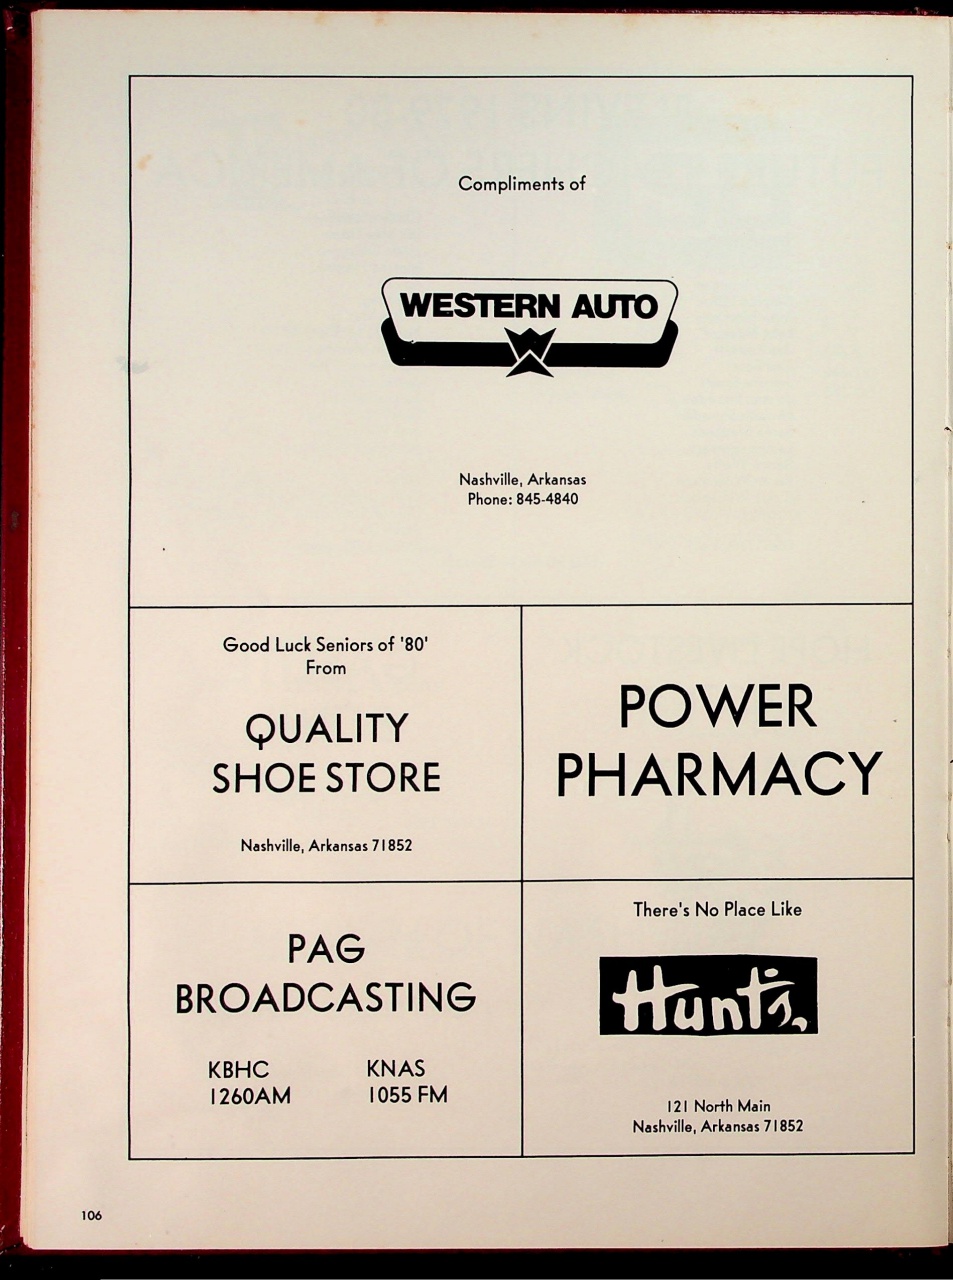 Compliments of
WESTERN AUTO
W
Nashville, Arkansas
Phone: 845-4840
Good Luck Seniors of '80'
From
QUALITY
SHOE STORE
Nashville, Arkansas 71852
POWER
PHARMACY
PAG
BROADCASTING
KBHC KNAS
1260AM 1055 FM
There's No Place Like
Hunt's.
121 North Main
Nashville, Arkansas 71852
106